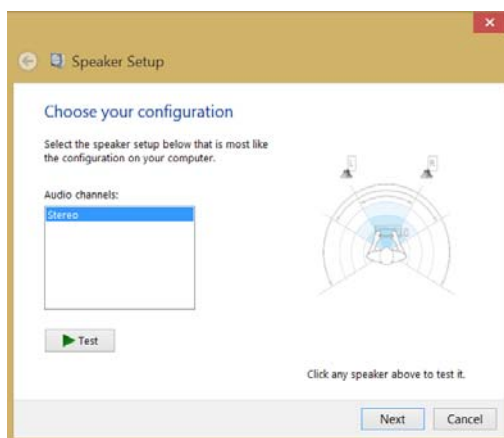 Speaker Setup
Choose your configuration
Select the speaker setup below that is most like
the configuration on your computer.
Audio channels:
Stereo
L R
Test
Click any speaker above to test it.
Next Cancel